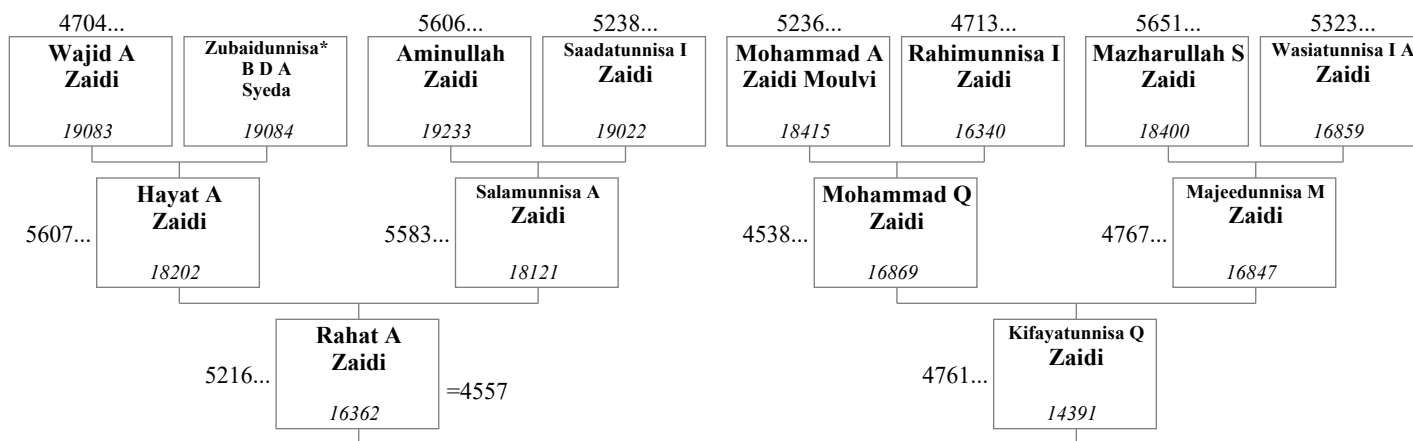 4704...
5606...
5238...
5236...
4713...
5651...
5323...
Wajid A
Zaidi
19083
Zubaidunnisa*
B D A
Syeda
19084
Aminullah
Zaidi
19233
Saadatunnisa I
Zaidi
19022
Mohammad A
Zaidi Moulvi
18415
Rahimunnisa I
Zaidi
16340
Mazharullah S
Zaidi
18400
Wasiatunnisa I A
Zaidi
16859
5607...
Hayat A
Zaidi
18202
5583...
Salamunnisa A
Zaidi
18121
4538...
Mohammad Q
Zaidi
16869
4767...
Majeedunnisa M
Zaidi
16847
5216...
Rahat A
Zaidi
16362
=4557
4761...
Kifayatunnisa Q
Zaidi
14391